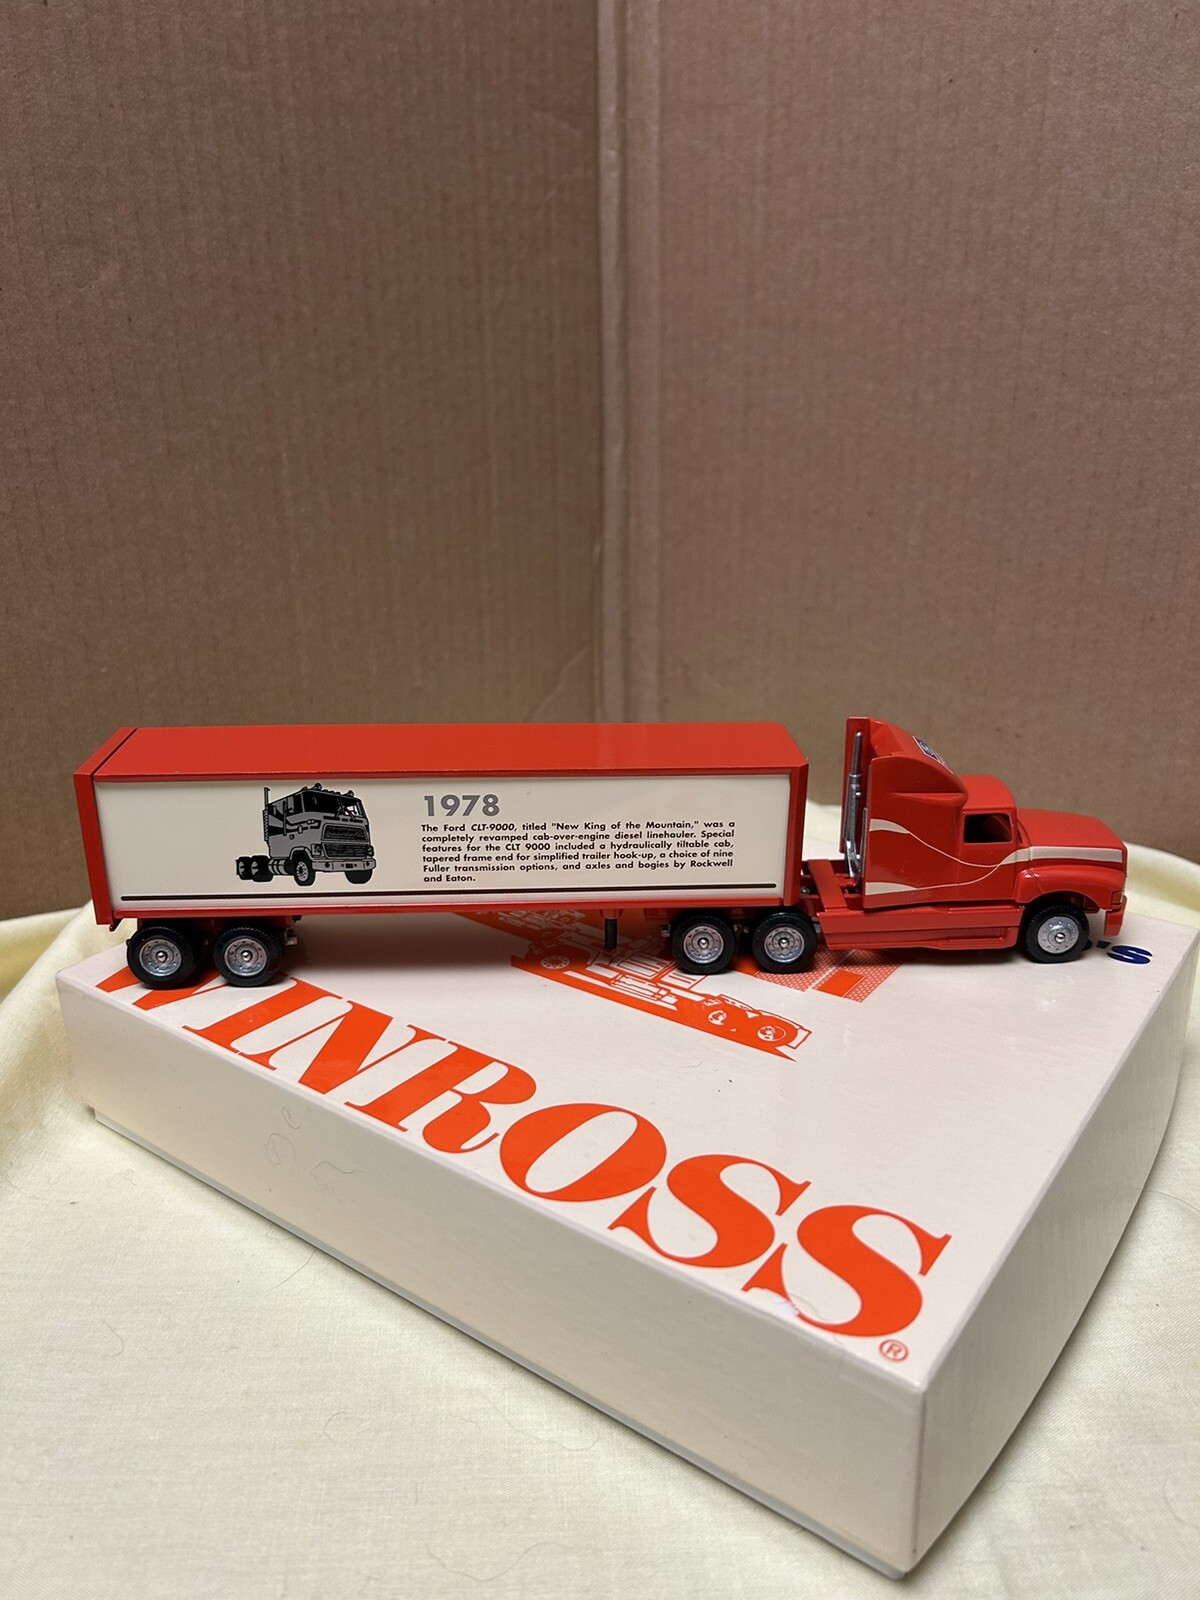 1978
The Ford CLT-9000, titled "New King of the Mountain," was a
completely revamped cab-over-engine diesel linehauler. Special
features for the CLT 9000 included a hydraulically tiltable cab,
tapered frame end for simplified trailer hook-up, a choice of nine
Fuller transmission options, and axles and bogies by Rockwell
and Eaton.
's
WINROSS
®